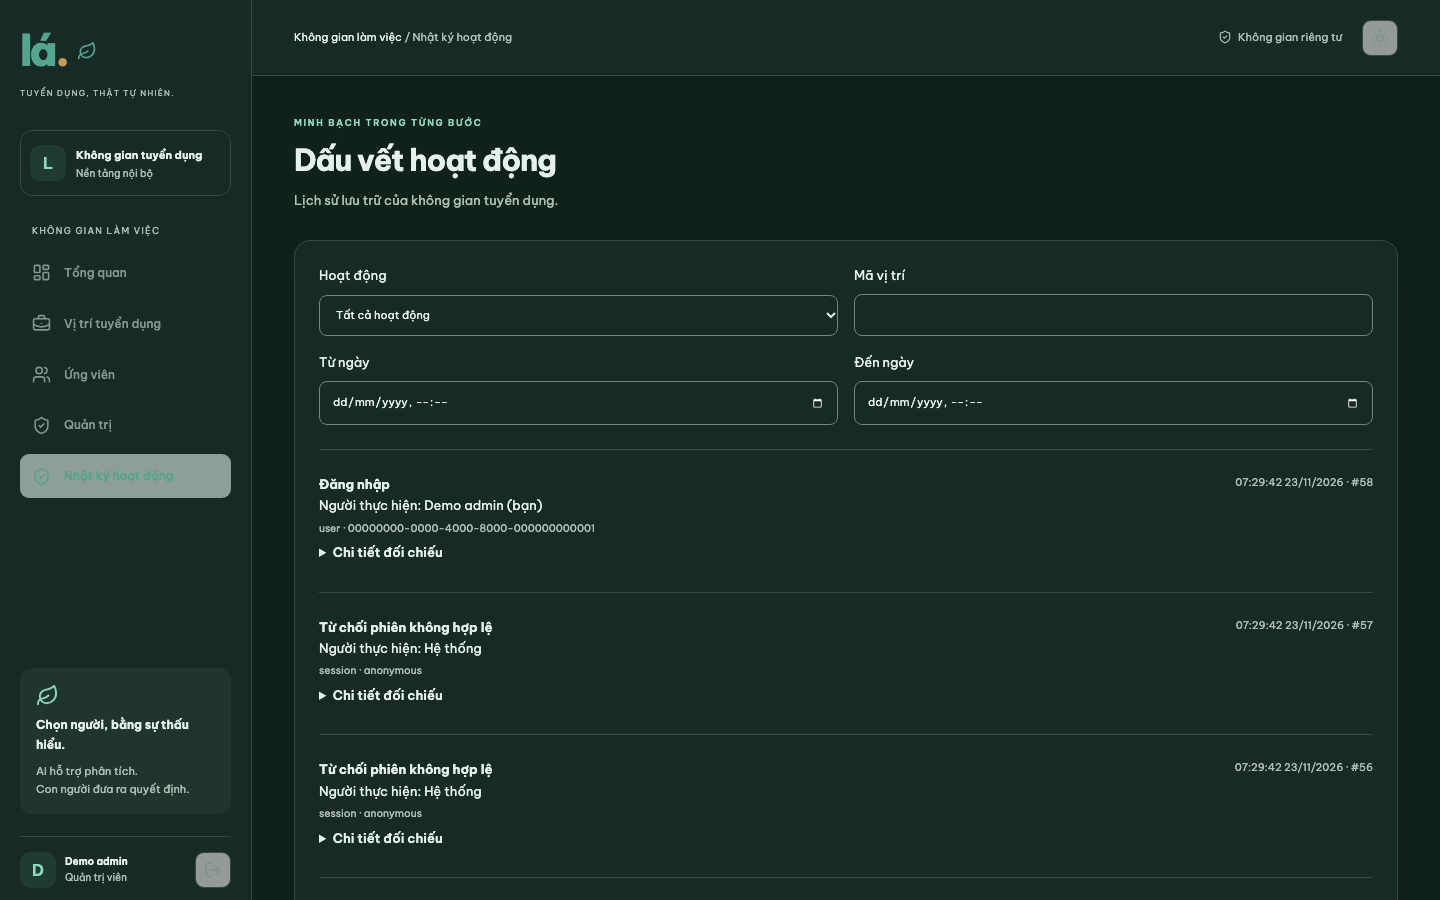 lá.
TUYỂN DỤNG, THẬT TỰ NHIÊN.
L
Không gian tuyển dụng
Nền tảng nội bộ
KHÔNG GIAN LÀM VIỆC
Tổng quan
Vị trí tuyển dụng
Ứng viên
Quản trị
Nhật ký hoạt động
Chọn người, bằng sự thấu
hiểu.
AI hỗ trợ phân tích.
Con người đưa ra quyết định.
D
Demo admin
Quản trị viên
Không gian làm việc / Nhật ký hoạt động
Không gian riêng tư
MINH BẠCH TRONG TỪNG BƯỚC
Dấu vết hoạt động
Lịch sử lưu trữ của không gian tuyển dụng.
Hoạt động
Tất cả hoạt động
Mã vị trí
Từ ngày
dd/mm/yyyy, --:--
Đến ngày
dd/mm/yyyy, --:--
Đăng nhập
07:29:42 23/11/2026 · #58
Người thực hiện: Demo admin (bạn)
user · 00000000-0000-4000-8000-000000000001
Chi tiết đối chiếu
Từ chối phiên không hợp lệ
07:29:42 23/11/2026 · #57
Người thực hiện: Hệ thống
session · anonymous
Chi tiết đối chiếu
Từ chối phiên không hợp lệ
07:29:42 23/11/2026 · #56
Người thực hiện: Hệ thống
session · anonymous
Chi tiết đối chiếu